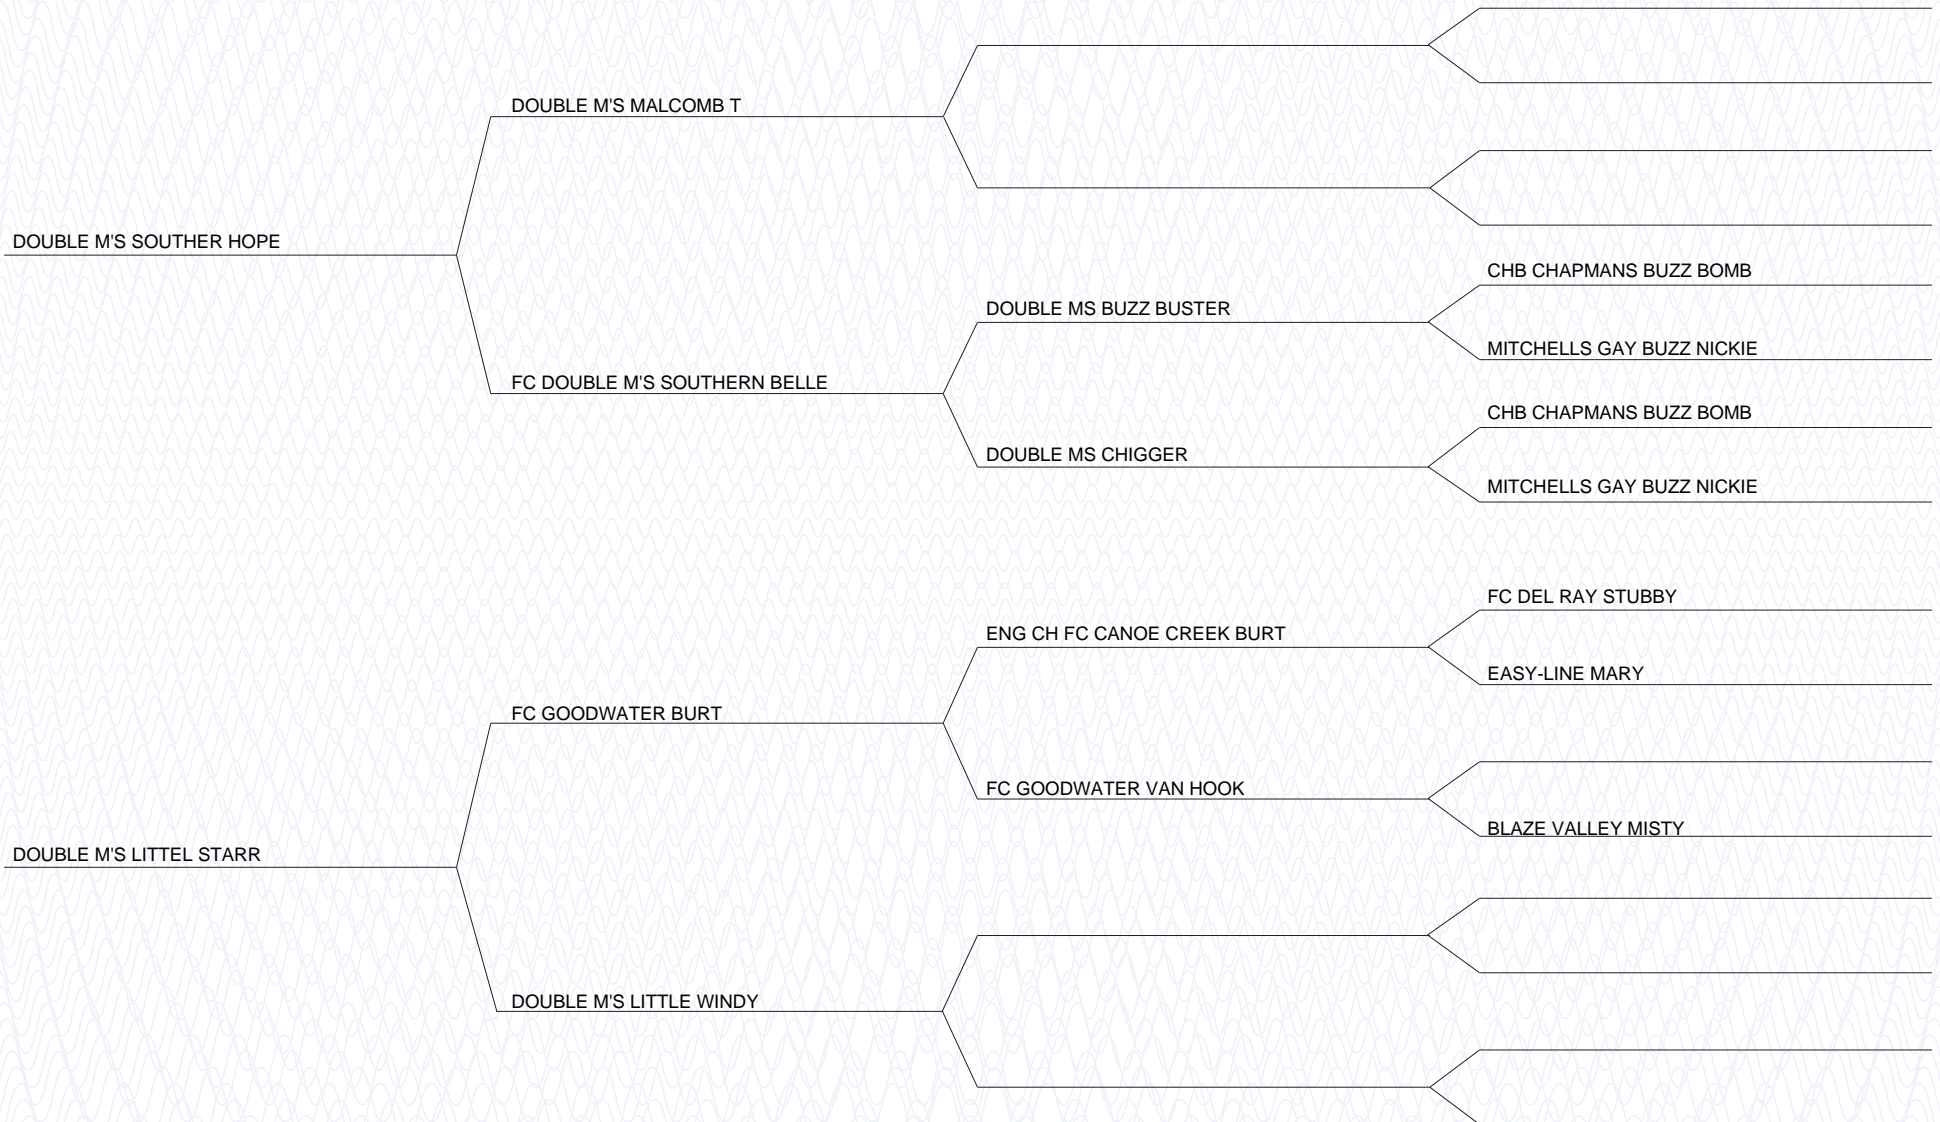 DOUBLE M'S MALCOMB T
DOUBLE M'S SOUTHER HOPE
CHB CHAPMANS BUZZ BOMB
DOUBLE MS BUZZ BUSTER
MITCHELLS GAY BUZZ NICKIE
FC DOUBLE M'S SOUTHERN BELLE
CHB CHAPMANS BUZZ BOMB
DOUBLE MS CHIGGER
MITCHELLS GAY BUZZ NICKIE
FC DEL RAY STUBBY
ENG CH FC CANOE CREEK BURT
EASY-LINE MARY
FC GOODWATER BURT
FC GOODWATER VAN HOOK
BLAZE VALLEY MISTY
DOUBLE M'S LITTEL STARR
DOUBLE M'S LITTLE WINDY